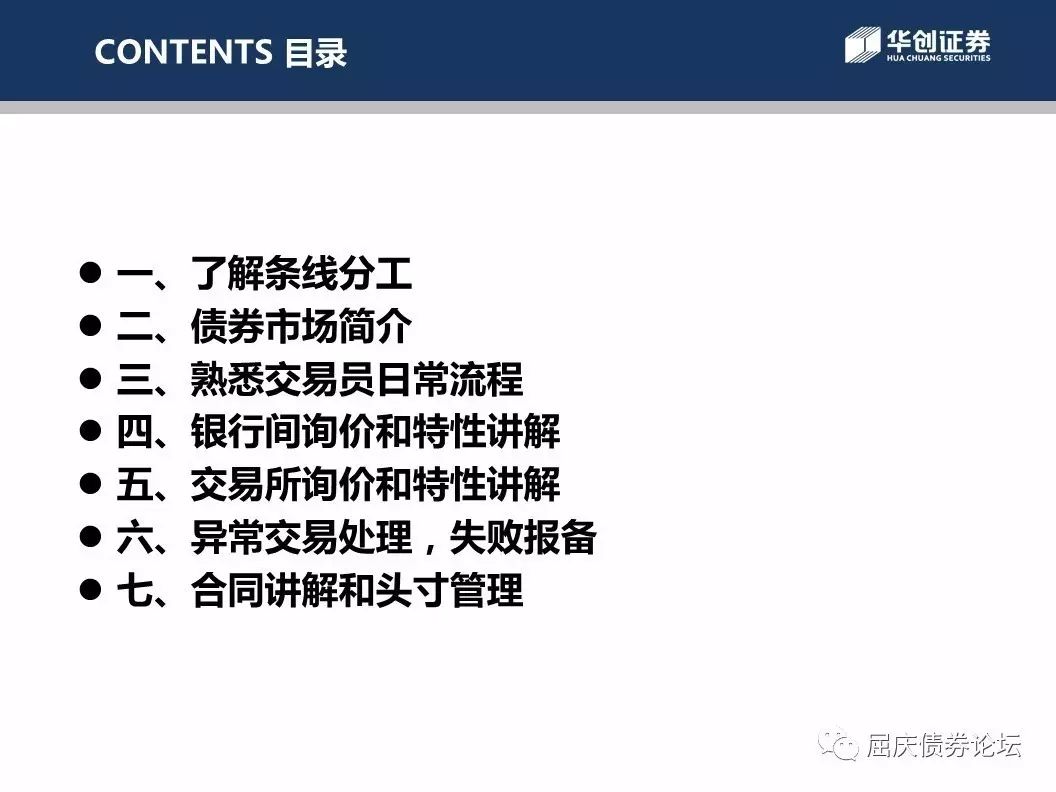 CONTENTS 目录
华创证券
HUA CHUANG SECURITIES
● 一、了解条线分工
● 二、债券市场简介
● 三、熟悉交易员日常流程
● 四、银行间询价和特性讲解
● 五、交易所询价和特性讲解
● 六、异常交易处理，失败报备
● 七、合同讲解和头寸管理
屈庆债券论坛